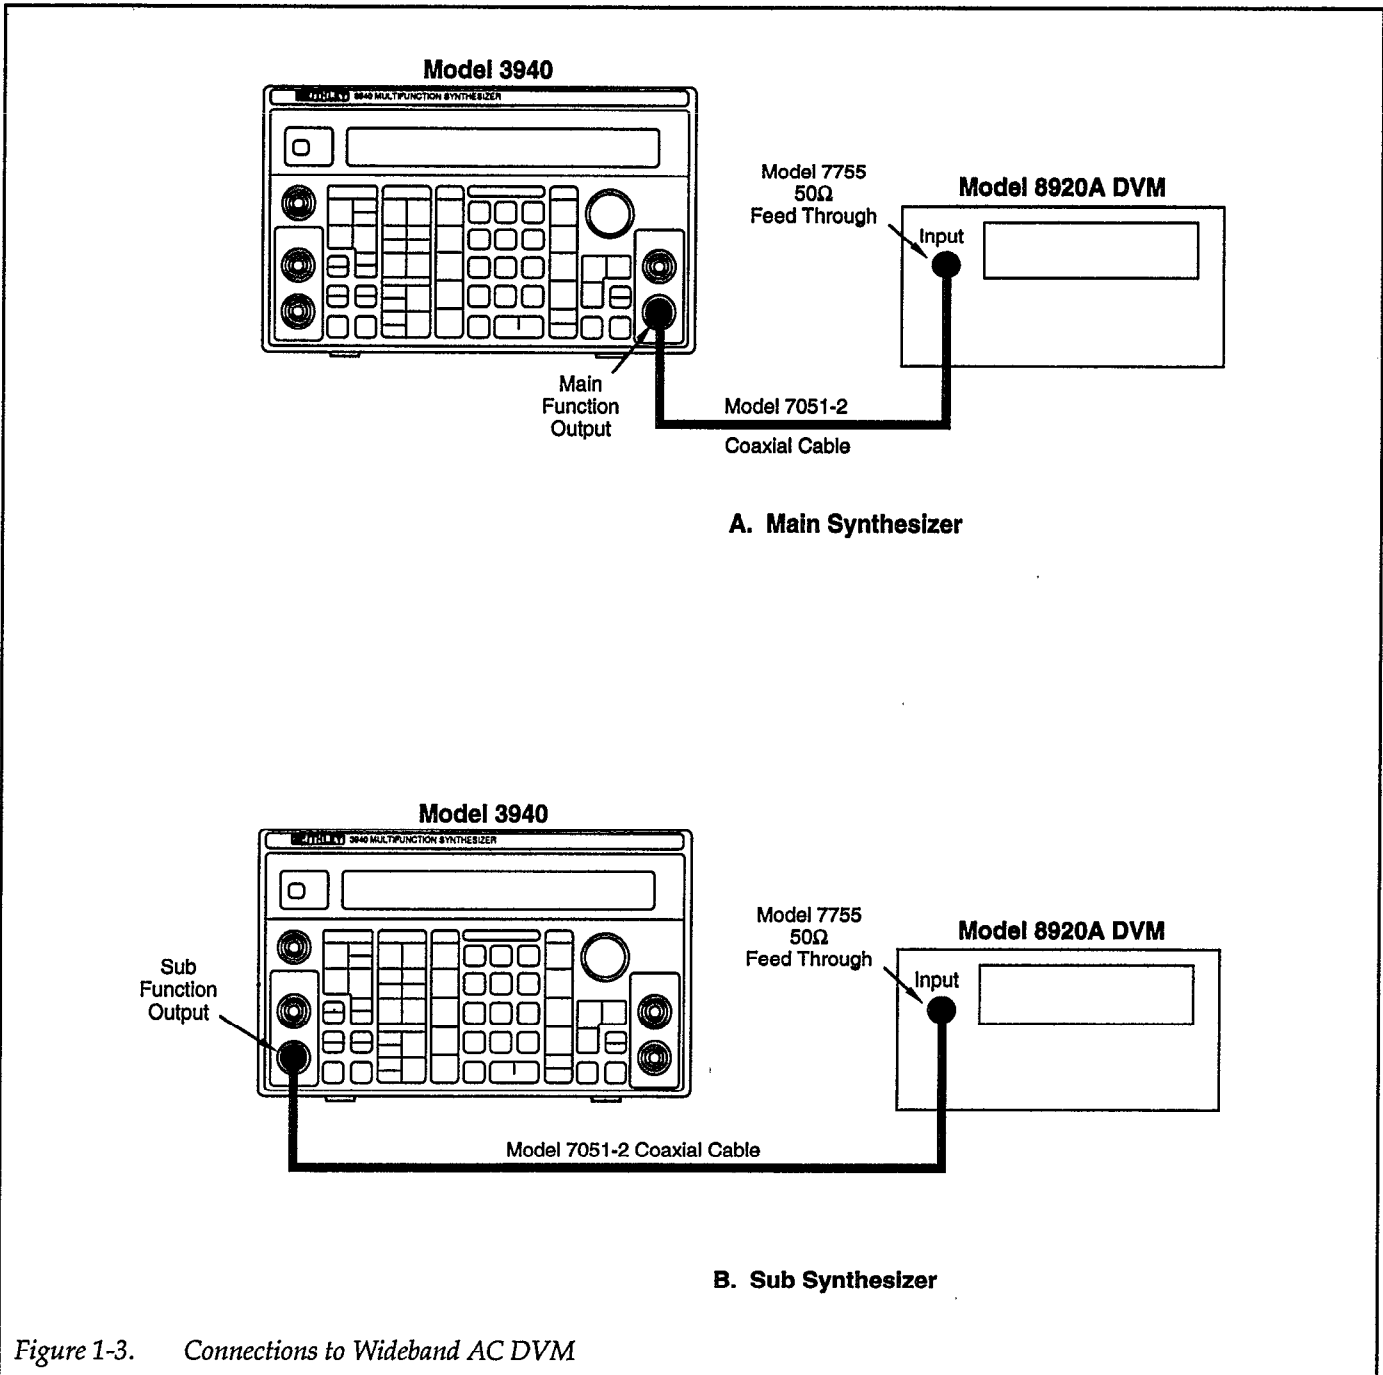 Model 3940
KEITHLEY 3940 MULTIFUNCTION SYNTHESIZER
Model 7755
50Ω
Feed Through
Model 8920A DVM
Input
Main
Function
Output
Model 7051-2
Coaxial Cable
A. Main Synthesizer
Model 3940
KEITHLEY 3940 MULTIFUNCTION SYNTHESIZER
Model 7755
50Ω
Feed Through
Model 8920A DVM
Input
Sub
Function
Output
Model 7051-2 Coaxial Cable
B. Sub Synthesizer
Figure 1-3. Connections to Wideband AC DVM